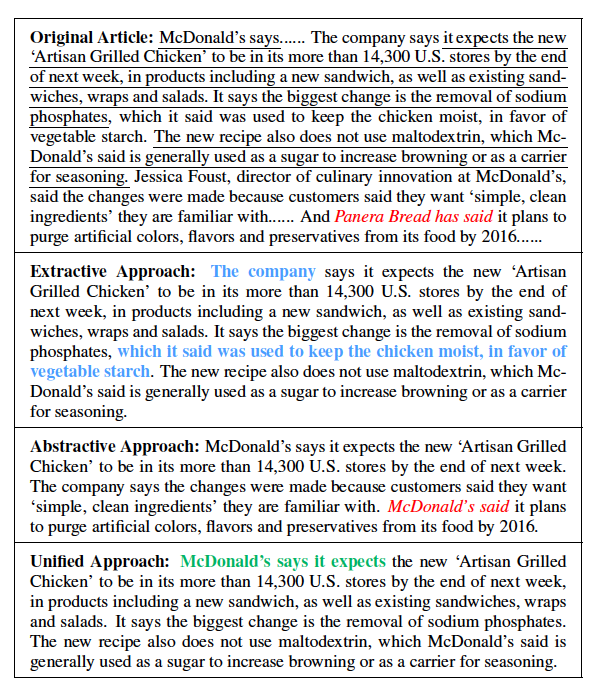 Original Article: McDonald's says...... The company says it expects the new
'Artisan Grilled Chicken' to be in its more than 14,300 U.S. stores by the end
of next week, in products including a new sandwich, as well as existing sand-
wiches, wraps and salads. It says the biggest change is the removal of sodium
phosphates, which it said was used to keep the chicken moist, in favor of
vegetable starch. The new recipe also does not use maltodextrin, which Mc-
Donald's said is generally used as a sugar to increase browning or as a carrier
for seasoning. Jessica Foust, director of culinary innovation at McDonald's,
said the changes were made because customers said they want 'simple, clean
ingredients' they are familiar with...... And Panera Bread has said it plans to
purge artificial colors, flavors and preservatives from its food by 2016......
Extractive Approach: The company says it expects the new 'Artisan
Grilled Chicken' to be in its more than 14,300 U.S. stores by the end of
next week, in products including a new sandwich, as well as existing sand-
wiches, wraps and salads. It says the biggest change is the removal of sodium
phosphates, which it said was used to keep the chicken moist, in favor of
vegetable starch. The new recipe also does not use maltodextrin, which Mc-
Donald's said is generally used as a sugar to increase browning or as a carrier
for seasoning.
Abstractive Approach: McDonald's says it expects the new 'Artisan Grilled
Chicken' to be in its more than 14,300 U.S. stores by the end of next week.
The company says the changes were made because customers said they want
'simple, clean ingredients' they are familiar with. McDonald's said it plans
to purge artificial colors, flavors and preservatives from its food by 2016.
Unified Approach: McDonald's says it expects the new 'Artisan Grilled
Chicken' to be in its more than 14,300 U.S. stores by the end of next week,
in products including a new sandwich, as well as existing sandwiches, wraps
and salads. It says the biggest change is the removal of sodium phosphates.
The new recipe also does not use maltodextrin, which McDonald's said is
generally used as a sugar to increase browning or as a carrier for seasoning.